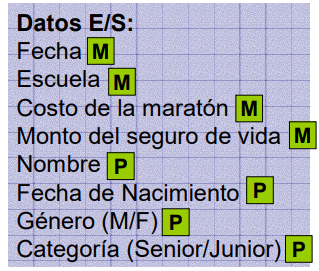 Datos E/S:
Fecha M
Escuela M
Costo de la maratón M
Monto del seguro de vida M
Nombre P
Fecha de Nacimiento P
Género (M/F) P
Categoría (Senior/Junior) P